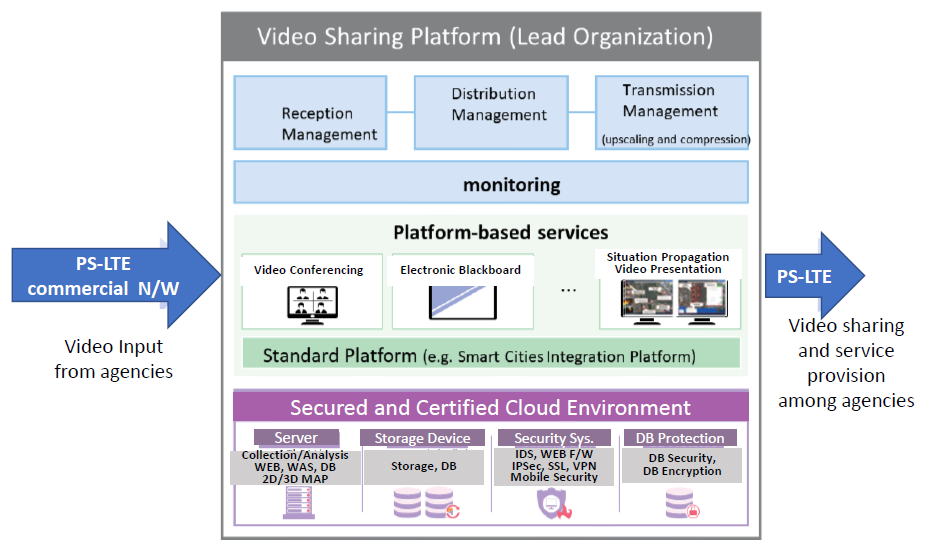 Video Sharing Platform (Lead Organization)
Reception
Management
Distribution
Management
Transmission
Management
(upscaling and compression)
monitoring
Platform-based services
Video Conferencing
Electronic Blackboard
...
Situation Propagation
Video Presentation
Standard Platform (e.g. Smart Cities Integration Platform)
PS-LTE
commercial N/W
Video Input
from agencies
PS-LTE
Video sharing
and service
provision
among agencies
Secured and Certified Cloud Environment
Server
Collection/Analysis
WEB, WAS, DB
2D/3D MAP
Storage Device
Storage, DB
Security Sys.
IDS, WEB F/W
IPSec, SSL, VPN
Mobile Security
DB Protection
DB Security,
DB Encryption